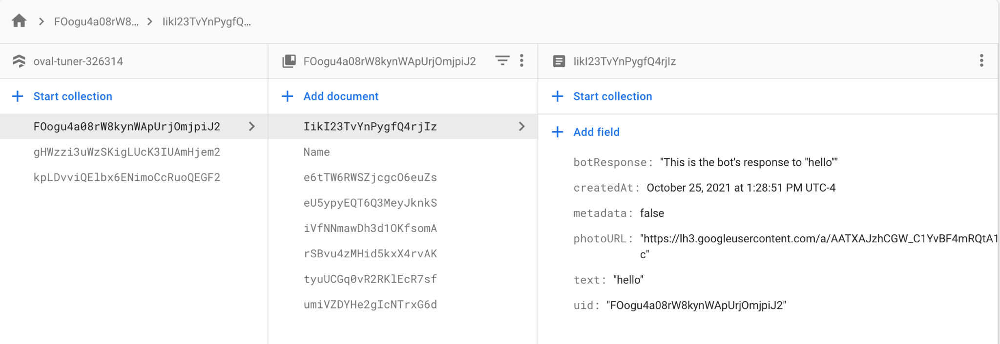 FOogu4a08rW8... IikI23TvYnPygfQ...
oval-tuner-326314
FOogu4a08rW8kynWApUrjOmjpiJ2
IikI23TvYnPygfQ4rjIz
Start collection
Add document
Start collection
FOogu4a08rW8kynWApUrjOmjpiJ2
gHWzzi3uWzSKigLUcK3IUAmHjem2
kpLDvviQElbx6ENimoCcRuoQEGF2
IikI23TvYnPygfQ4rjIz
Name
e6tTW6RWSZjcgcO6euZs
eU5ypyEQT6Q3MeyJknkS
iVfNNmawDh3d1OKfsomA
rSBvu4zMHid5kxX4rvAK
tyuUCGq0vR2RKlEcR7sf
umiVZDYHe2gIcNTrxG6d
Add field
botResponse: "This is the bot's response to "hello""
createdAt: October 25, 2021 at 1:28:51 PM UTC-4
metadata: false
photoURL: "https://lh3.googleusercontent.com/a/AATXAJzhCGW_C1YvBF4mRQtA1
c"
text: "hello"
uid: "FOogu4a08rW8kynWApUrjOmjpiJ2"